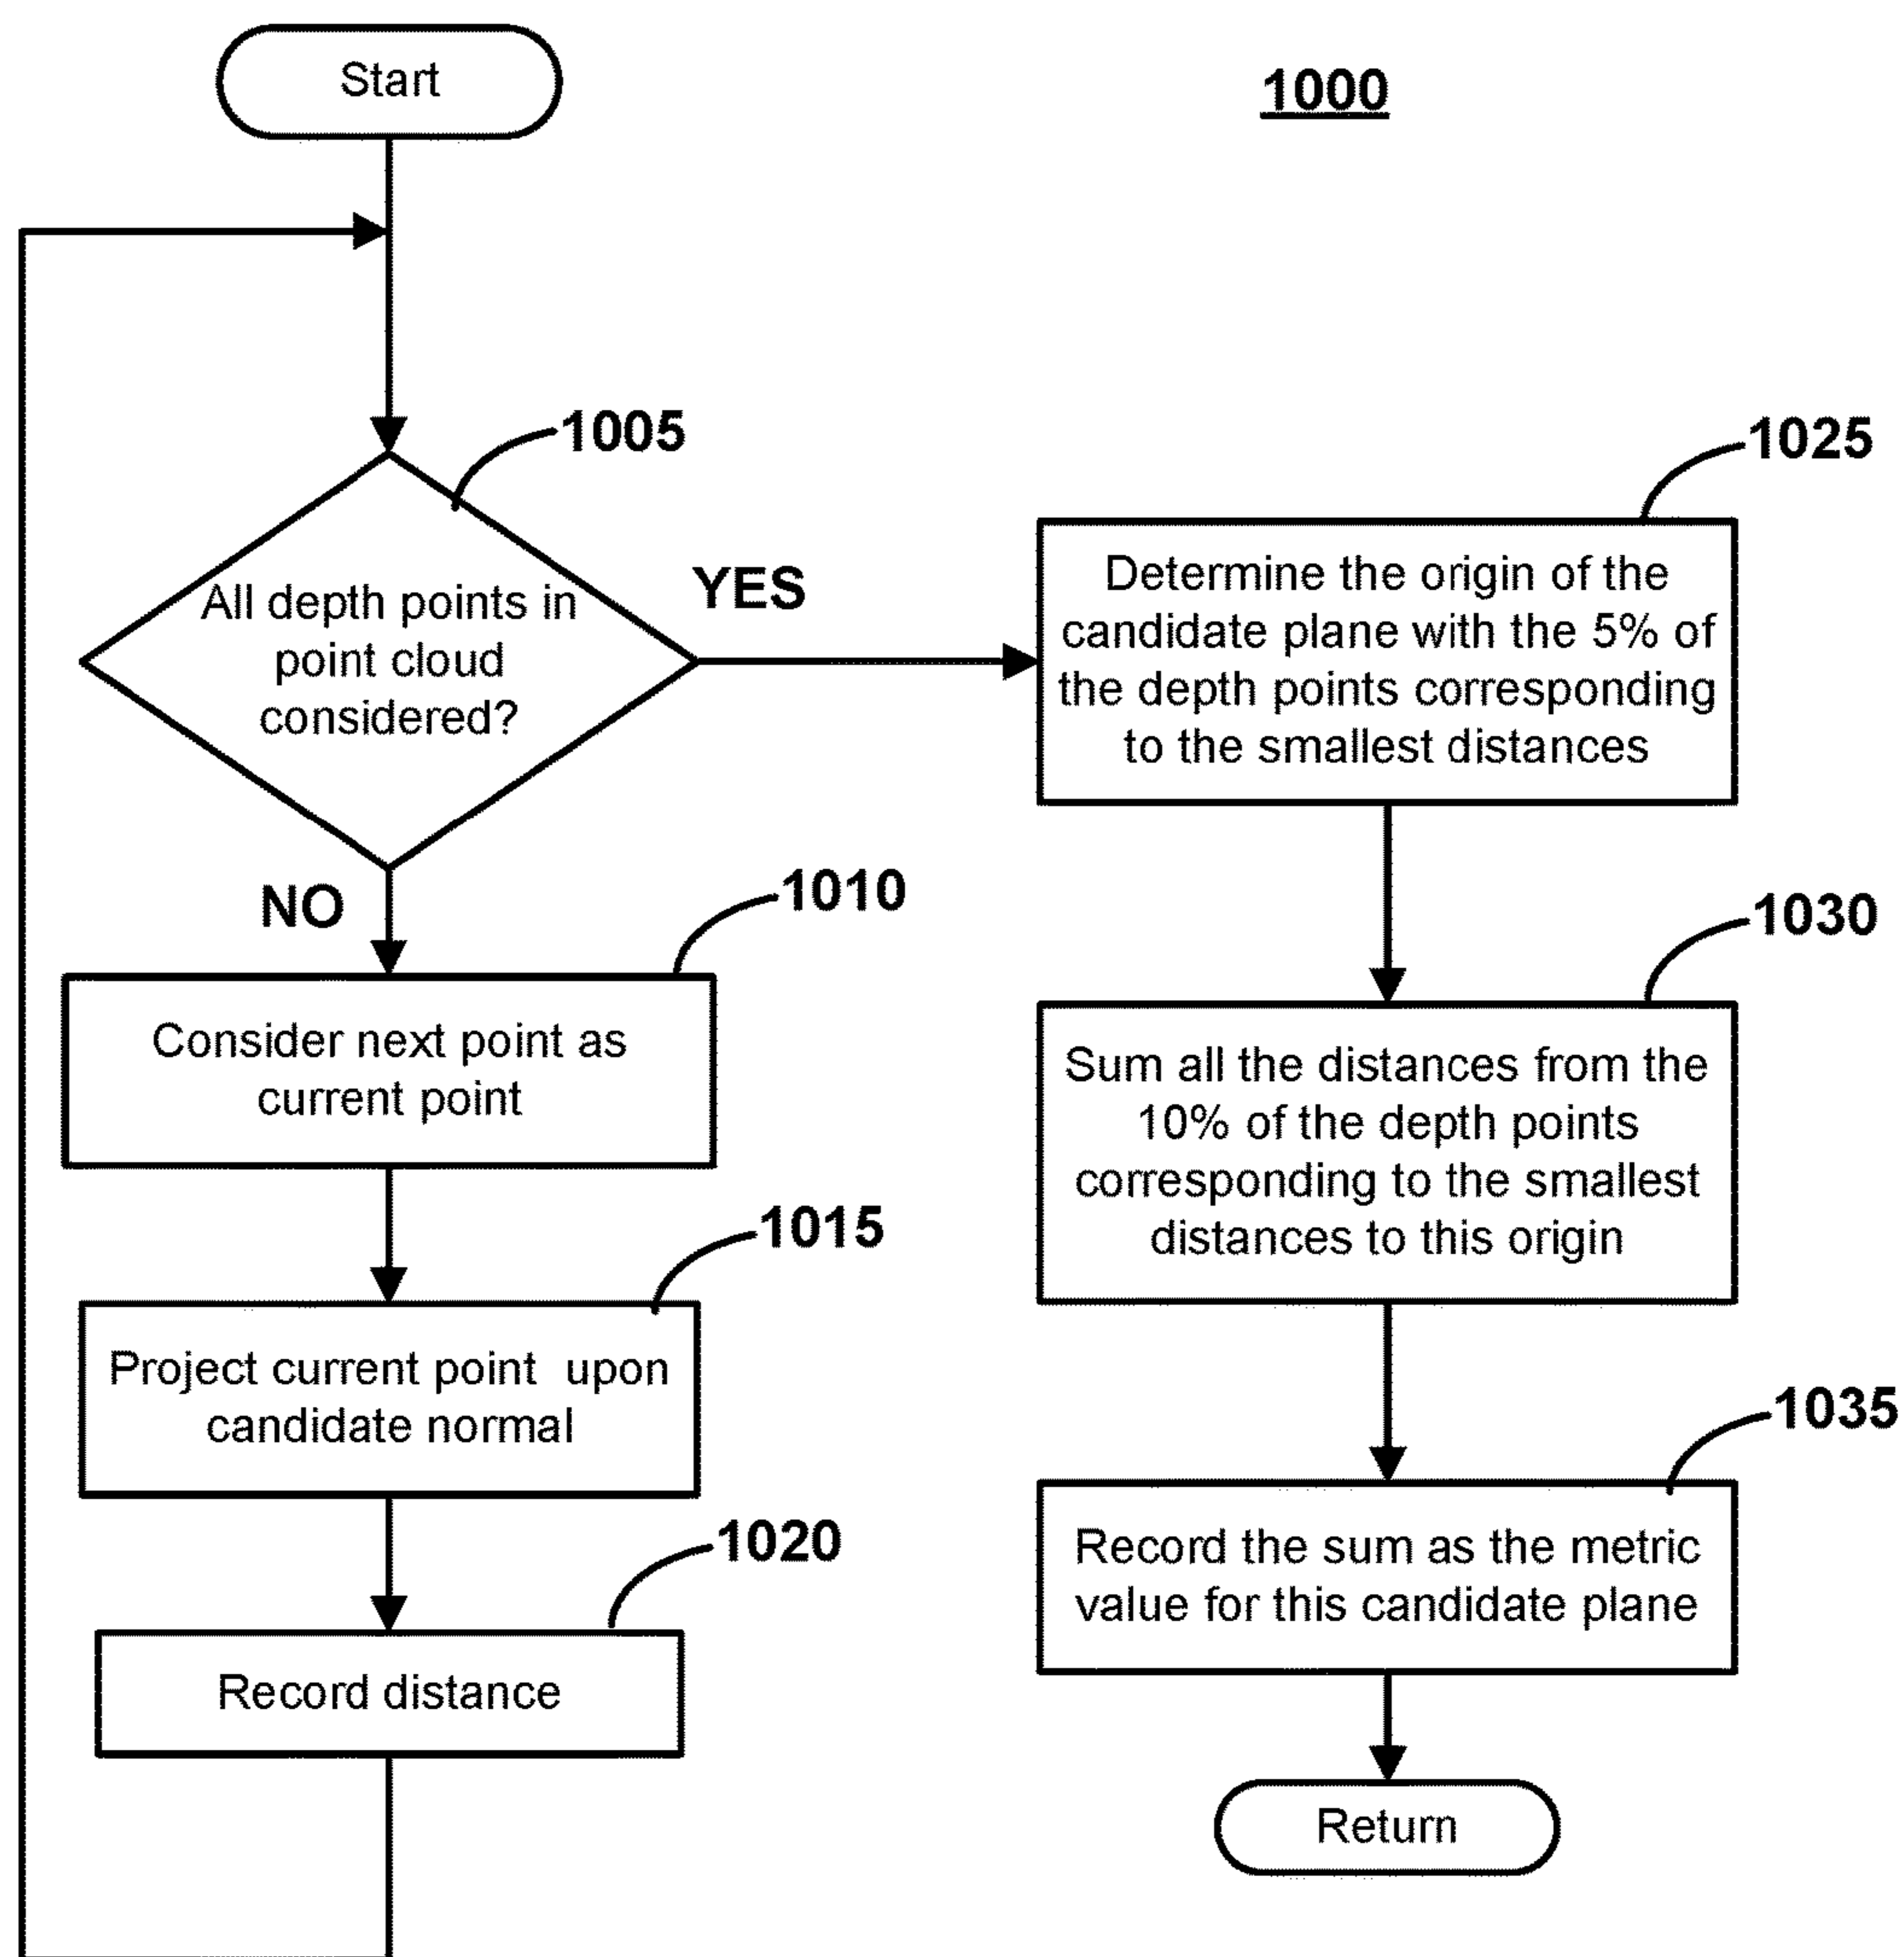 Start
1000
1005
All depth points in
point cloud
considered?
YES
NO
1010
Consider next point as
current point
1015
Project current point upon
candidate normal
1020
Record distance
1025
Determine the origin of the
candidate plane with the 5% of
the depth points corresponding
to the smallest distances
1030
Sum all the distances from the
10% of the depth points
corresponding to the smallest
distances to this origin
1035
Record the sum as the metric
value for this candidate plane
Return